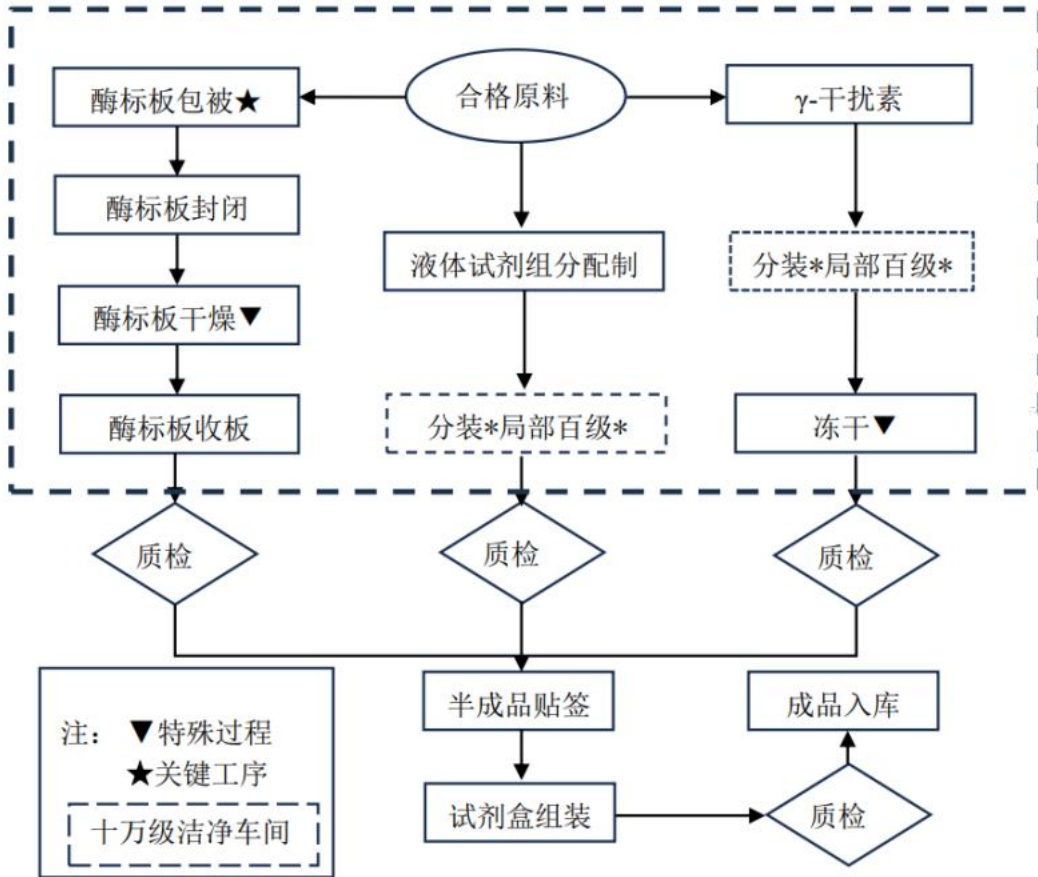 酶标板包被★
合格原料
γ-干扰素
酶标板封闭
液体试剂组分配制
分装*局部百级*
酶标板干燥▼
酶标板收板
分装*局部百级*
冻干▼
质检
质检
质检
半成品贴签
成品入库
注： ▼特殊过程
★关键工序
十万级洁净车间
试剂盒组装
质检